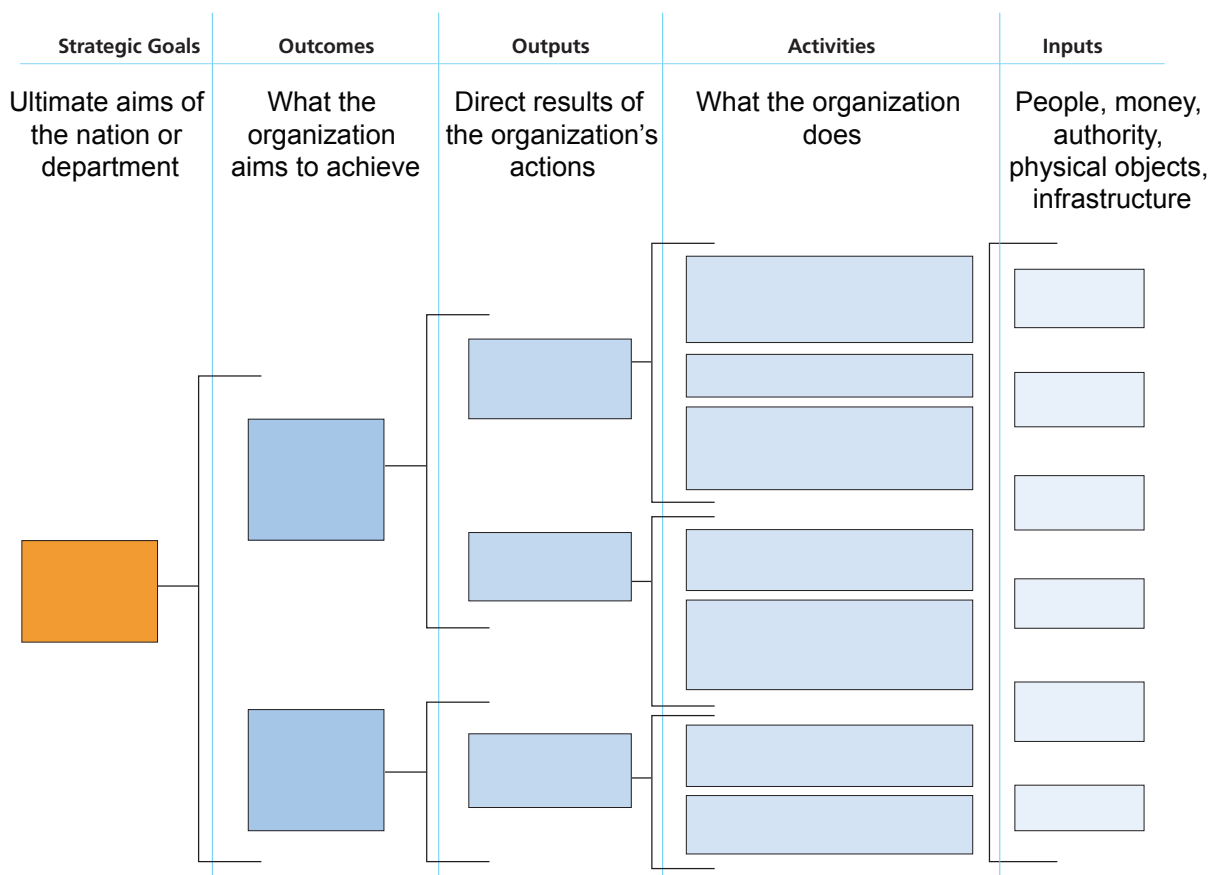 Strategic Goals
Outcomes
Outputs
Activities
Inputs
Ultimate aims of
the nation or
department
What the
organization
aims to achieve
Direct results of
the organization's
actions
What the organization
does
People, money,
authority,
physical objects,
infrastructure